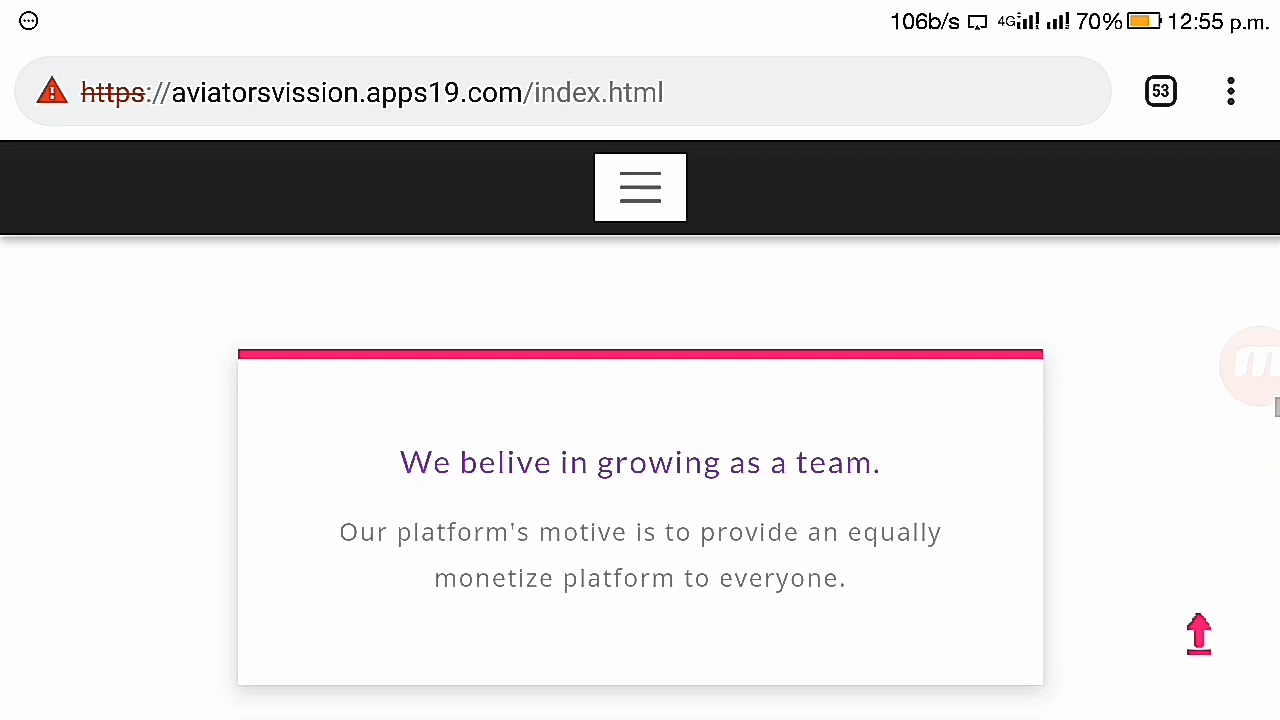 106b/s 4G 70% 12:55 p.m.
https://aviatorsvission.apps19.com/index.html
53
We belive in growing as a team.
Our platform's motive is to provide an equally
monetize platform to everyone.